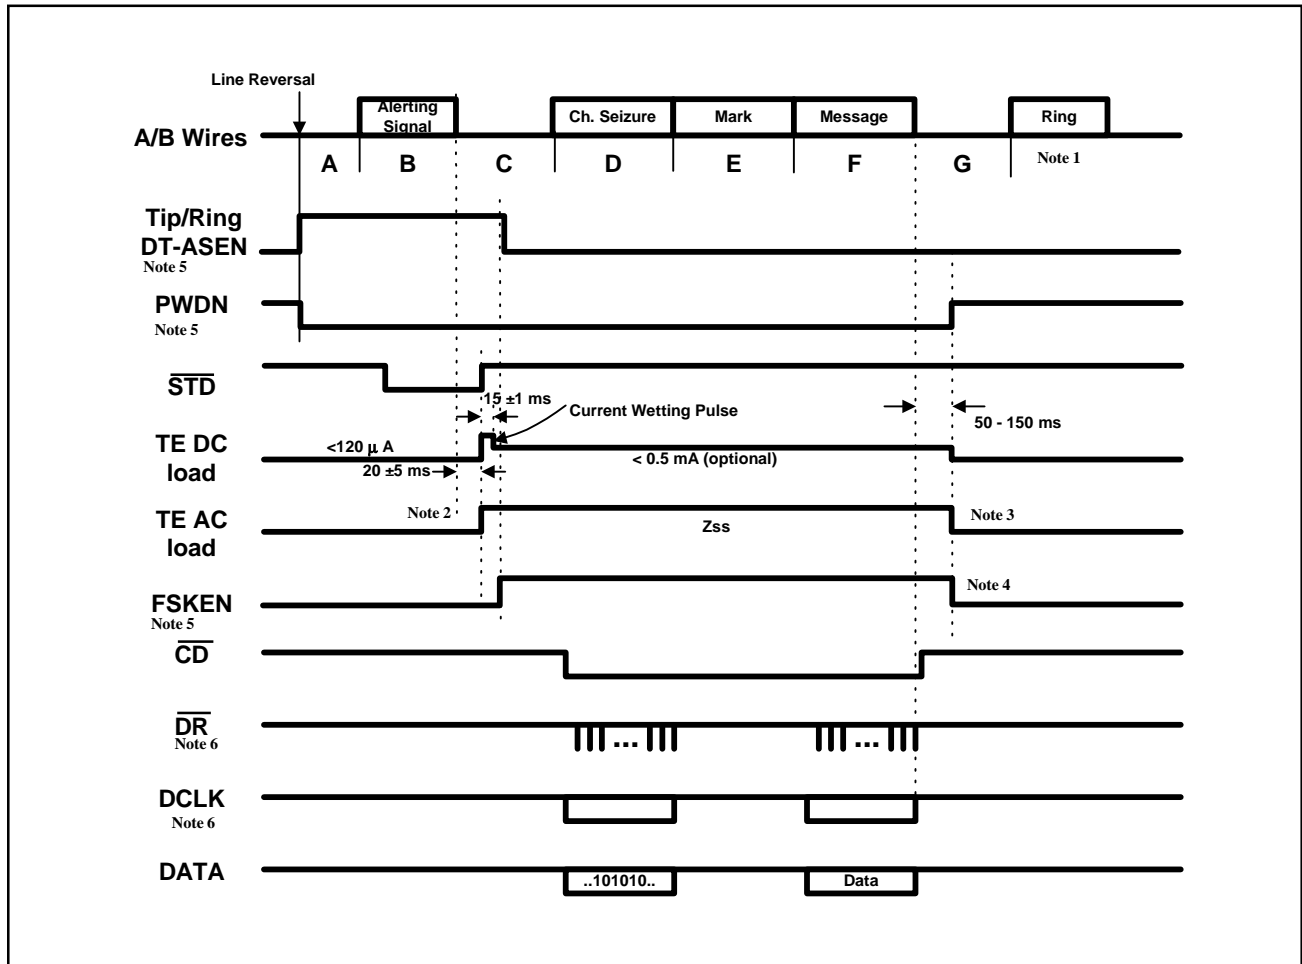 Line Reversal
A/B Wires
Alerting
Signal
Ch. Seizure
Mark
Message
Ring
A
B
C
D
E
F
G
Note 1
Tip/Ring
DT-ASEN
Note 5
PWDN
Note 5
STD
15 ±1 ms
Current Wetting Pulse
50 - 150 ms
TE DC
load
<120 μ A
20 ±5 ms
< 0.5 mA (optional)
TE AC
load
Note 2
Zss
Note 3
FSKEN
Note 5
Note 4
CD
DR
Note 6
...
...
DCLK
Note 6
DATA
..101010..
Data